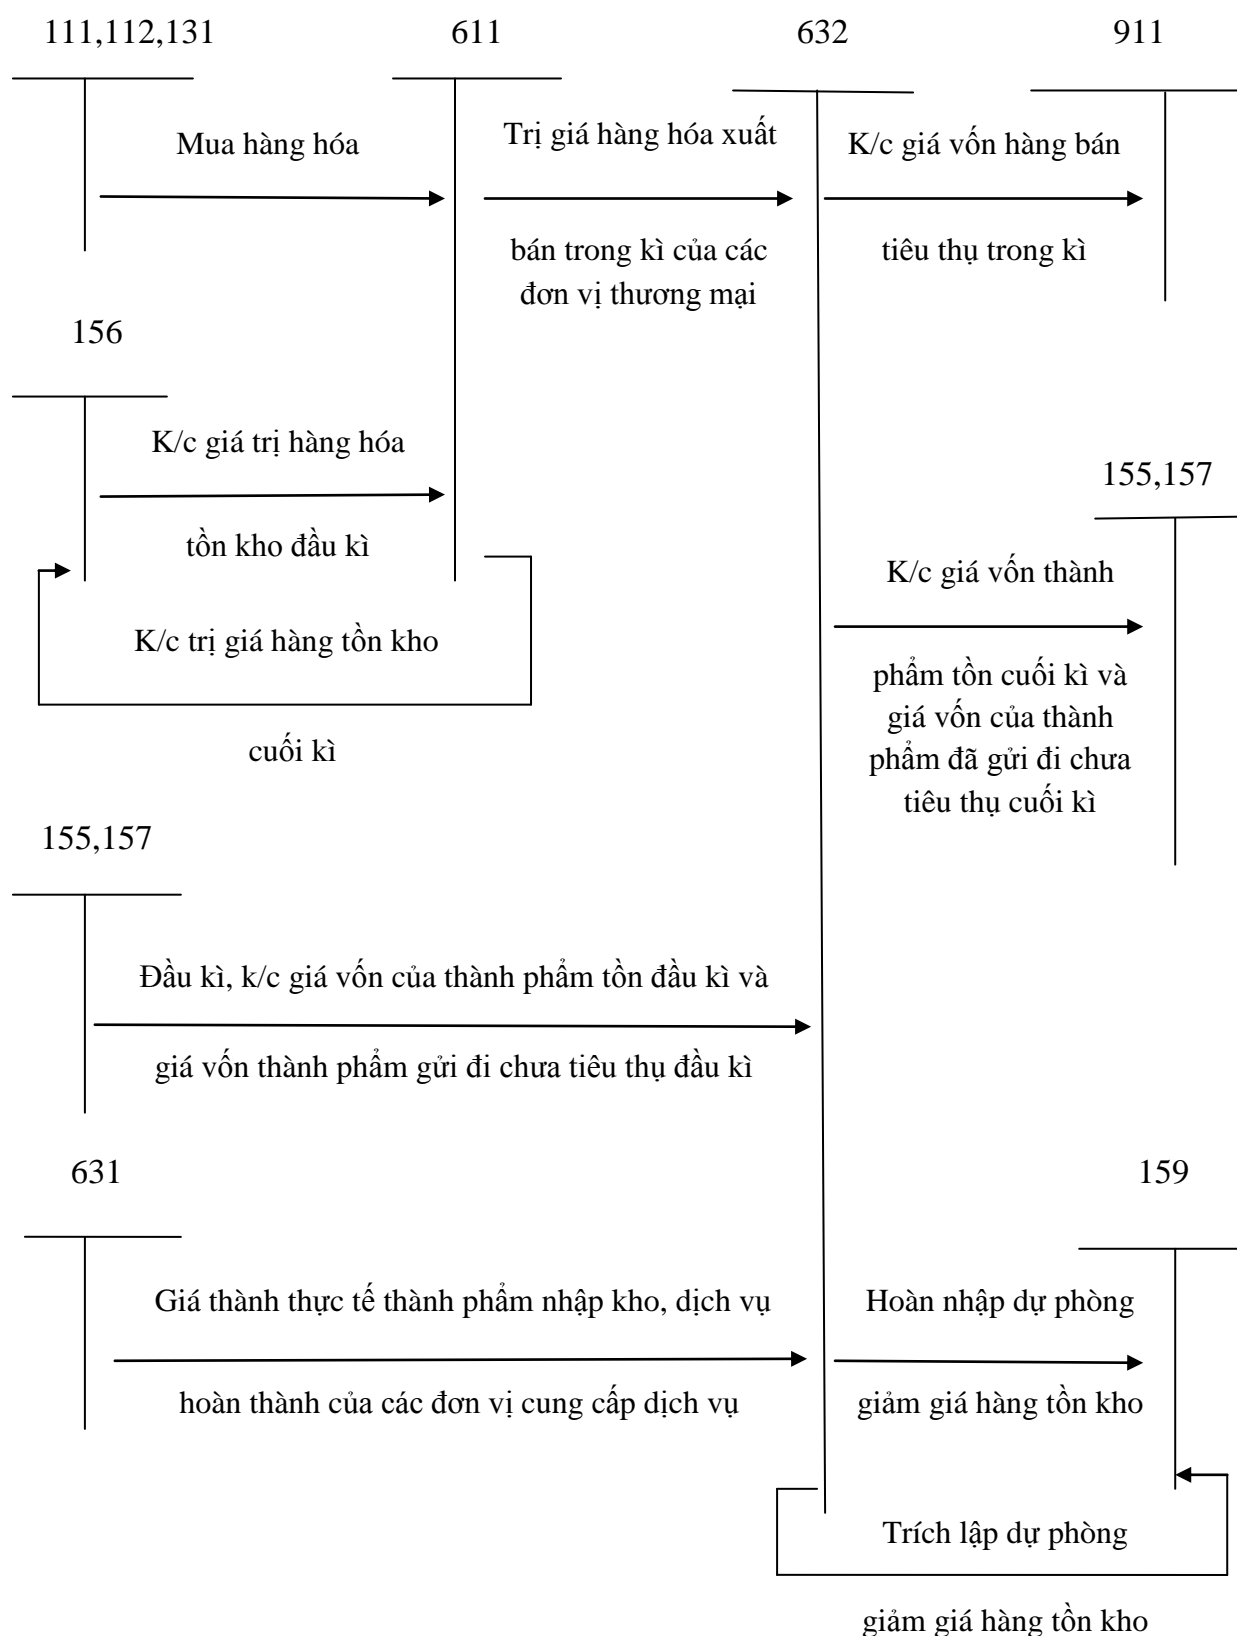 111,112,131
611
632
911
Mua hàng hóa
Trị giá hàng hóa xuất
bán trong kì của các
đơn vị thương mại
K/c giá vốn hàng bán
tiêu thụ trong kì
156
K/c giá trị hàng hóa
tồn kho đầu kì
K/c trị giá hàng tồn kho
cuối kì
155,157
K/c giá vốn thành
phẩm tồn cuối kì và
giá vốn của thành
phẩm đã gửi đi chưa
tiêu thụ cuối kì
155,157
Đầu kì, k/c giá vốn của thành phẩm tồn đầu kì và
giá vốn thành phẩm gửi đi chưa tiêu thụ đầu kì
631
159
Giá thành thực tế thành phẩm nhập kho, dịch vụ
hoàn thành của các đơn vị cung cấp dịch vụ
Hoàn nhập dự phòng
giảm giá hàng tồn kho
Trích lập dự phòng
giảm giá hàng tồn kho